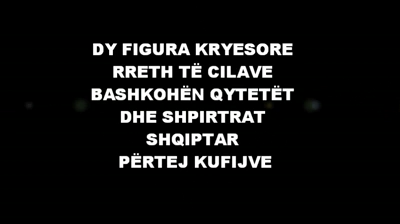 DY FIGURA KRYESORE
RRETH TË CILAVE
BASHKOHËN QYTETËT
DHE SHPIRTRAT
SHQIPTAR
PËRTEJ KUFIJVE